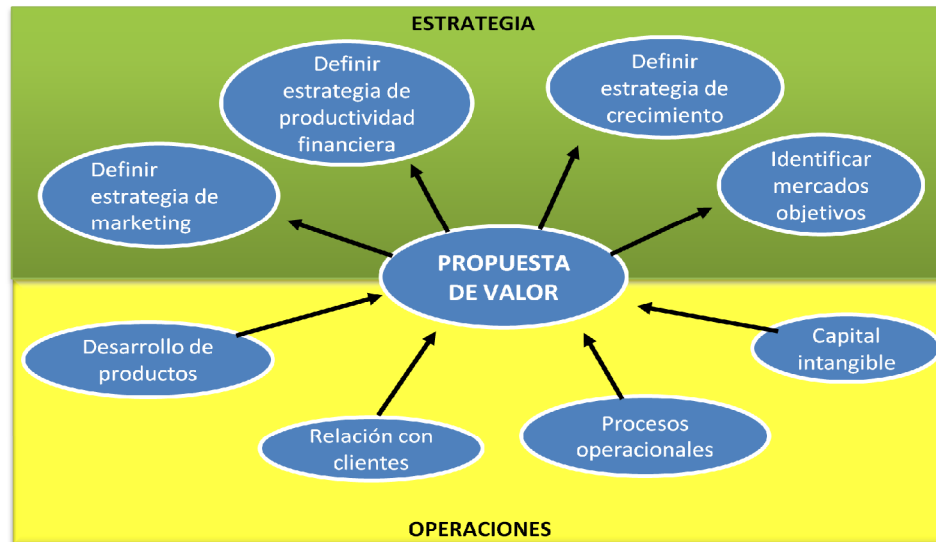 ESTRATEGIA
Definir
estrategia de
productividad
financiera
Definir
estrategia de
crecimiento
Definir
estrategia de
marketing
Identificar
mercados
objetivos
PROPUESTA
DE VALOR
Desarrollo de
productos
Capital
intangible
Relación con
clientes
Procesos
operacionales
OPERACIONES